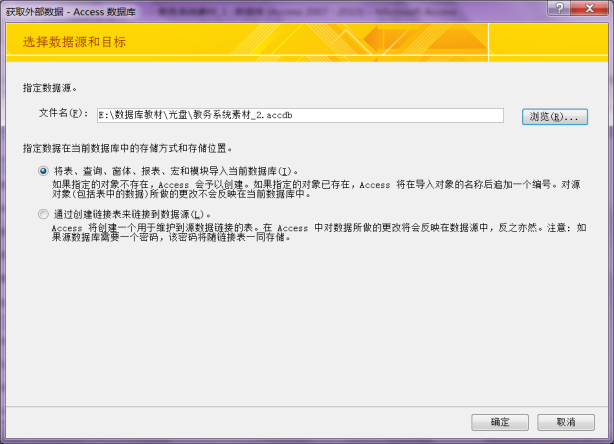 获取外部数据 - Access 数据库
选择数据源和目标
指定数据源。
文件名(F): E:\数据库教材\光盘\教务系统素材_2.accdb 浏览(R)...
指定数据在当前数据库中的存储方式和存储位置。
将表、查询、窗体、报表、宏和模块导入当前数据库(I)。
如果指定的对象不存在,Access 会予以创建。如果指定的对象已存在,Access 将在导入对象的名称后追加一个编号。对源
对象(包括表中的数据)所做的更改不会反映在当前数据库中。
通过创建链接表来链接到数据源(L)。
Access 将创建一个用于维护到源数据链接的表。在 Access 中对数据所做的更改将会反映在数据源中,反之亦然。注意: 如
果源数据库需要一个密码,该密码将随链接表一同存储。
确定 取消